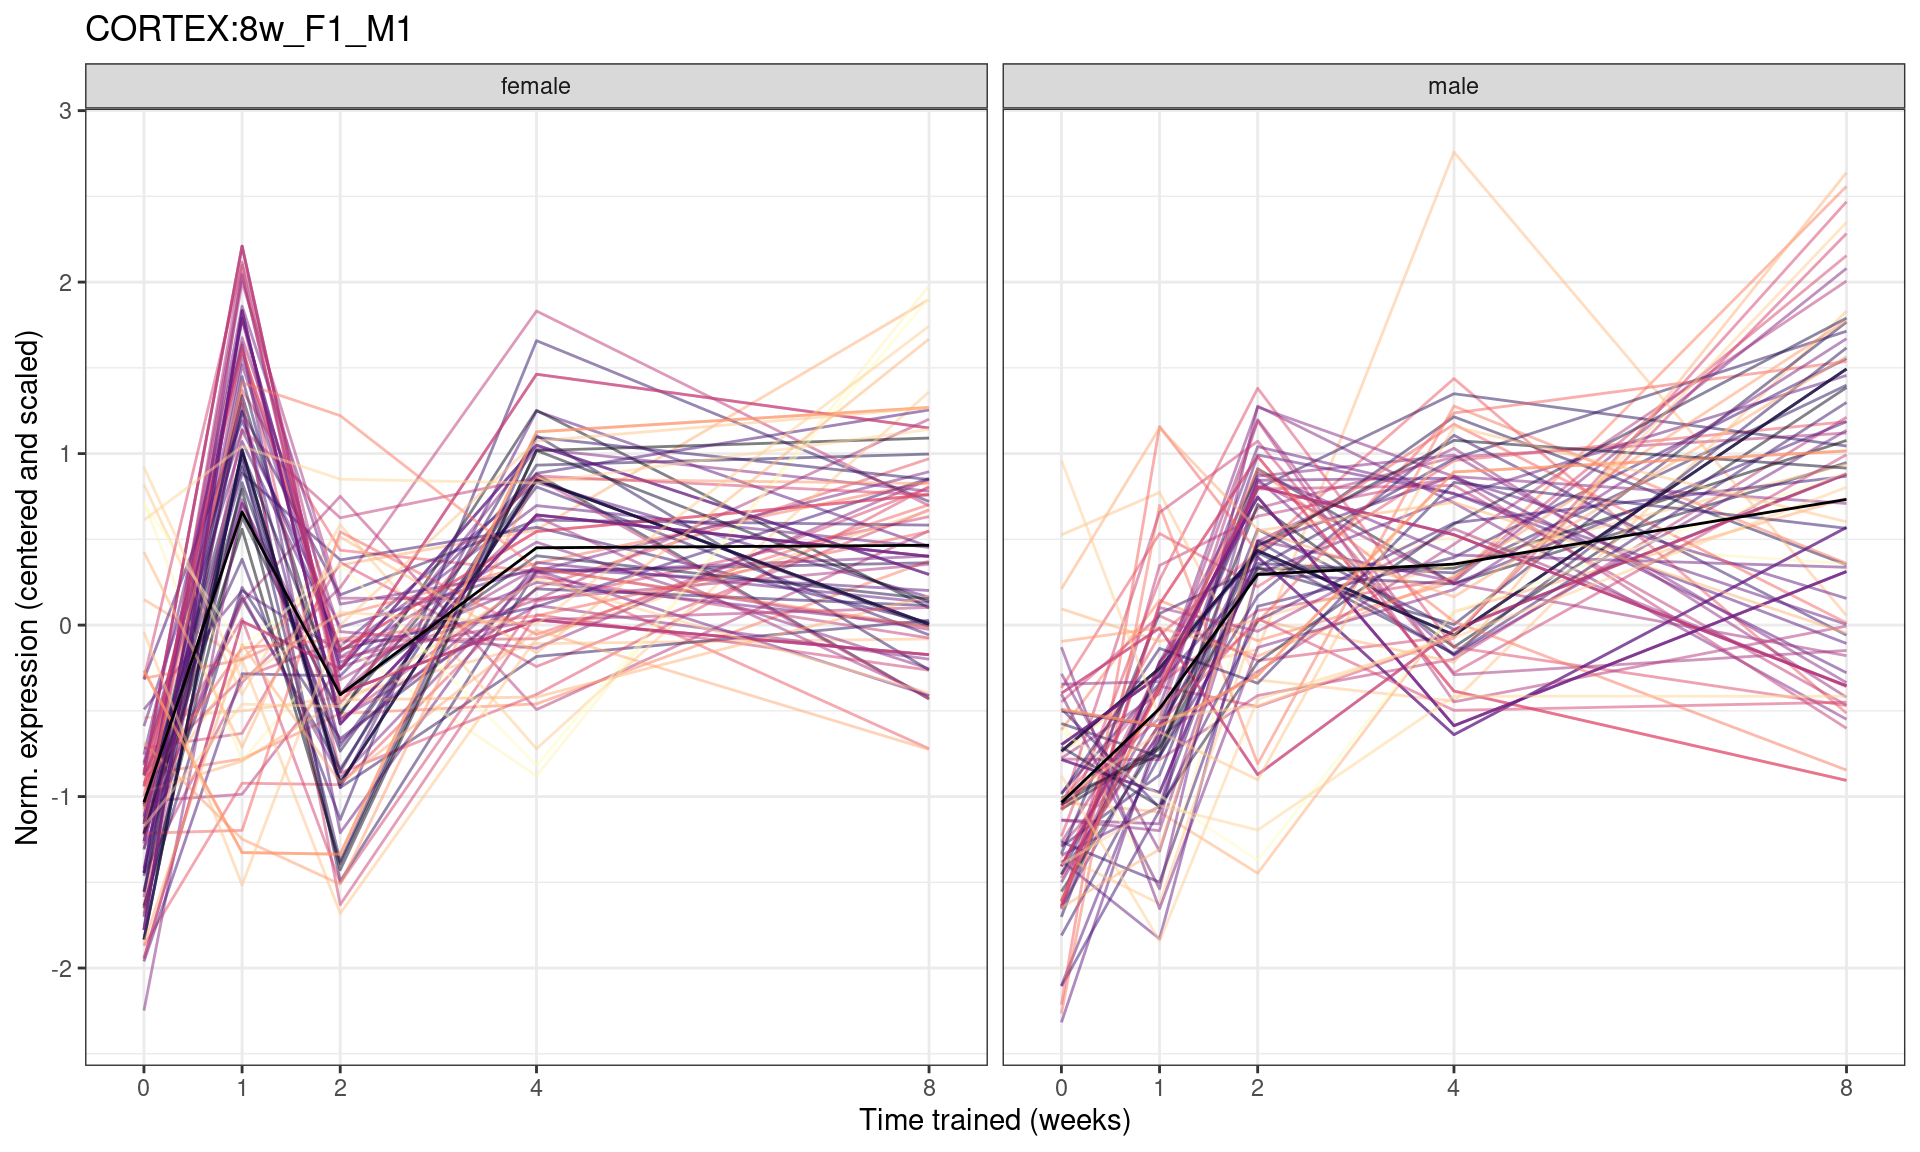 CORTEX:8w_F1_M1
female
male
Norm. expression (centered and scaled)
3
2
1
0
-1
-2
0 1 2 4 8
0 1 2 4 8
Time trained (weeks)